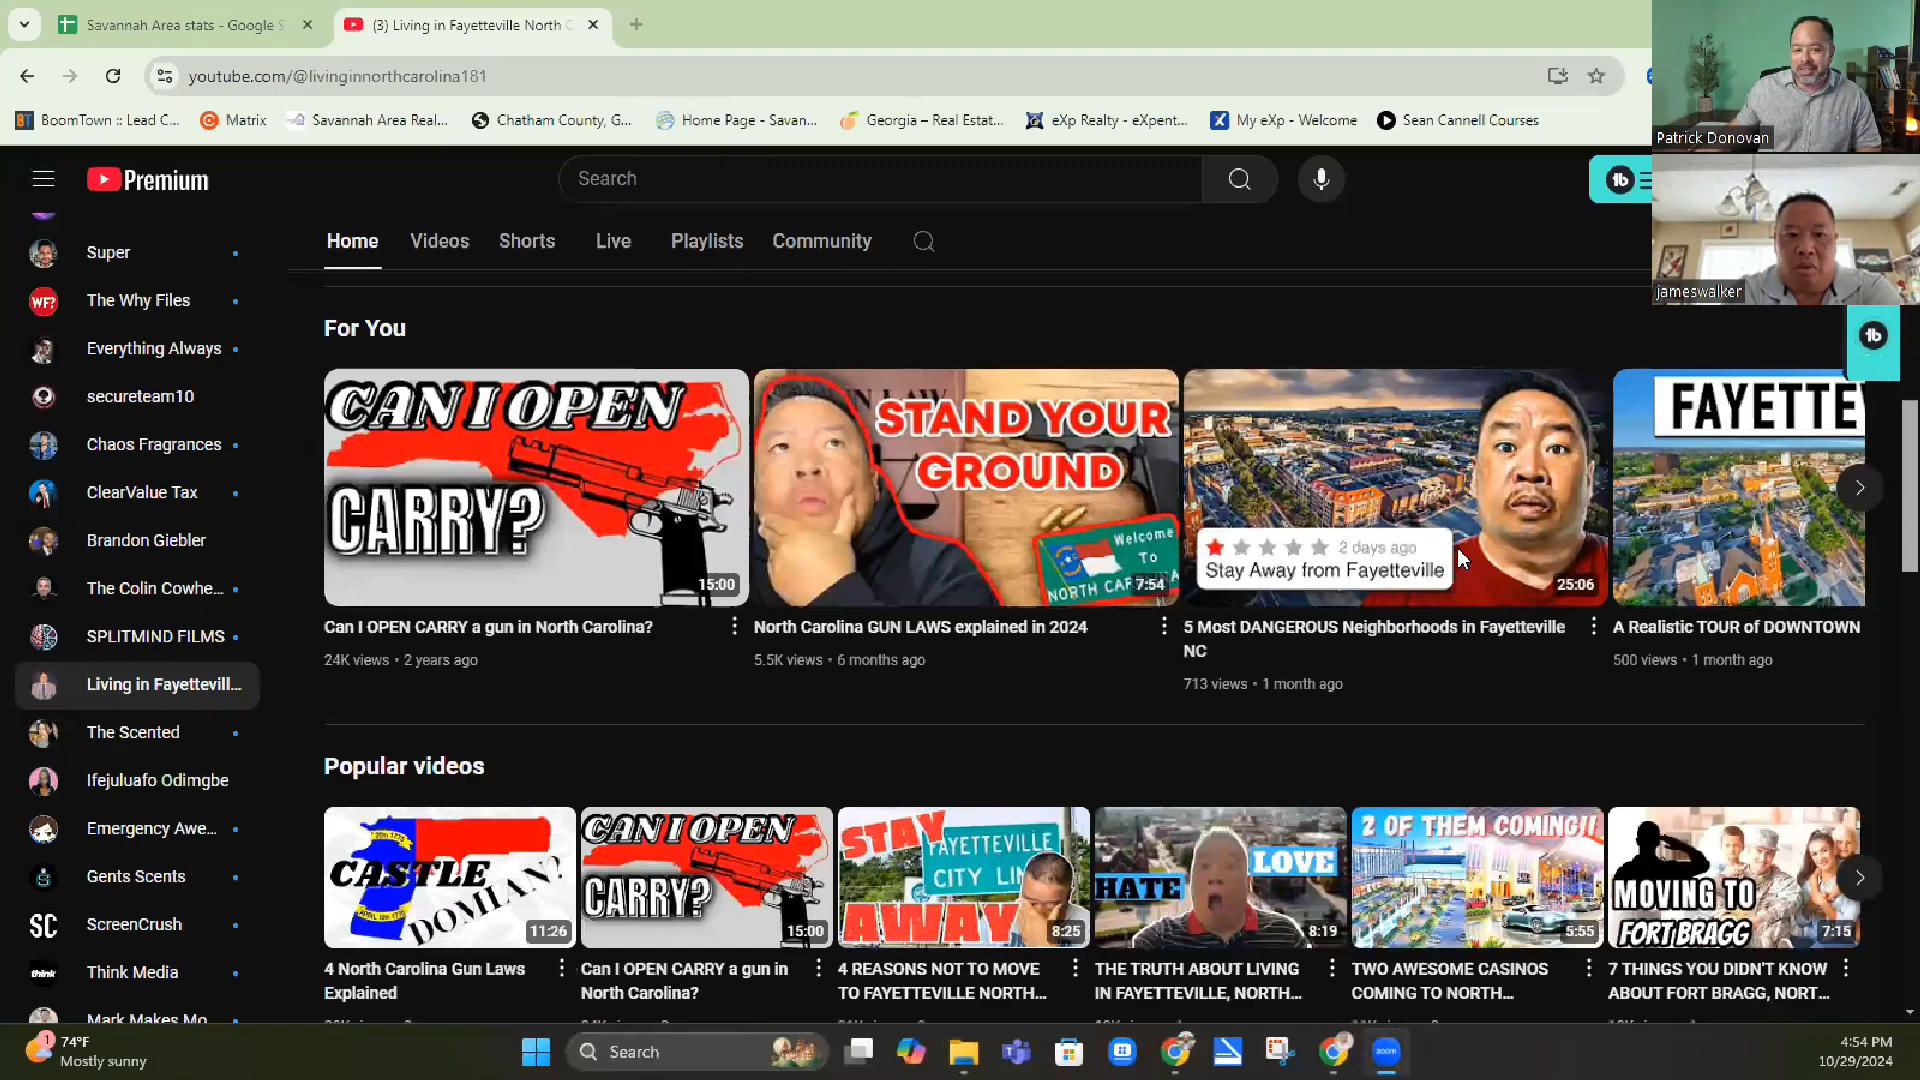 Savannah Area stats - Google S
(3) Living in Fayetteville North C
youtube.com/@livinginnorthcarolina181
BoomTown :: Lead C...
Matrix
Savannah Area Real...
Chatham County, G...
Home Page - Savan...
Georgia – Real Estat...
eXp Realty - eXpent...
My eXp - Welcome
Sean Cannell Courses
Patrick Donovan
jameswalker
Premium
Search
Home
Videos
Shorts
Live
Playlists
Community
Super
The Why Files
Everything Always
secureteam10
Chaos Fragrances
ClearValue Tax
Brandon Giebler
The Colin Cowhe...
SPLITMIND FILMS
Living in Fayettevill...
The Scented
Ifejuluafo Odimgbe
Emergency Awe...
Gents Scents
ScreenCrush
Think Media
Mark Makes Mo
WF?
SC
think
For You
CAN I OPEN
CARRY?
15:00
Can I OPEN CARRY a gun in North Carolina?
24K views • 2 years ago
STAND YOUR
GROUND
Welcome
To
NORTH CAR
7:54
North Carolina GUN LAWS explained in 2024
5.5K views • 6 months ago
2 days ago
Stay Away from Fayetteville
25:06
5 Most DANGEROUS Neighborhoods in Fayetteville
NC
713 views • 1 month ago
FAYETTE
A Realistic TOUR of DOWNTOWN
500 views • 1 month ago
Popular videos
CASTLE
DOMIAN?
11:26
4 North Carolina Gun Laws
Explained
CAN I OPEN
CARRY?
15:00
Can I OPEN CARRY a gun in
North Carolina?
STAY
FAYETTEVILLE
CITY LIM
AWAY
8:25
4 REASONS NOT TO MOVE
TO FAYETTEVILLE NORTH...
HATE
LOVE
8:19
THE TRUTH ABOUT LIVING
IN FAYETTEVILLE, NORTH...
2 OF THEM COMING!!
5:55
TWO AWESOME CASINOS
COMING TO NORTH...
MOVING TO
FORT BRAGG
7:15
7 THINGS YOU DIDN'T KNOW
ABOUT FORT BRAGG, NORT...
1
74°F
Mostly sunny
Search
zoom
4:54 PM
10/29/2024